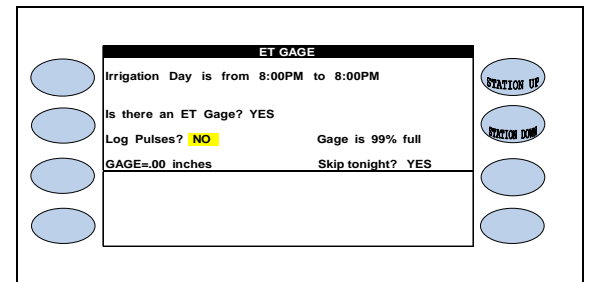 ET GAGE
Irrigation Day is from 8:00PM to 8:00PM
STATION UP
Is there an ET Gage? YES
STATION DOWN
Log Pulses? NO Gage is 99% full
GAGE=.00 inches Skip tonight? YES